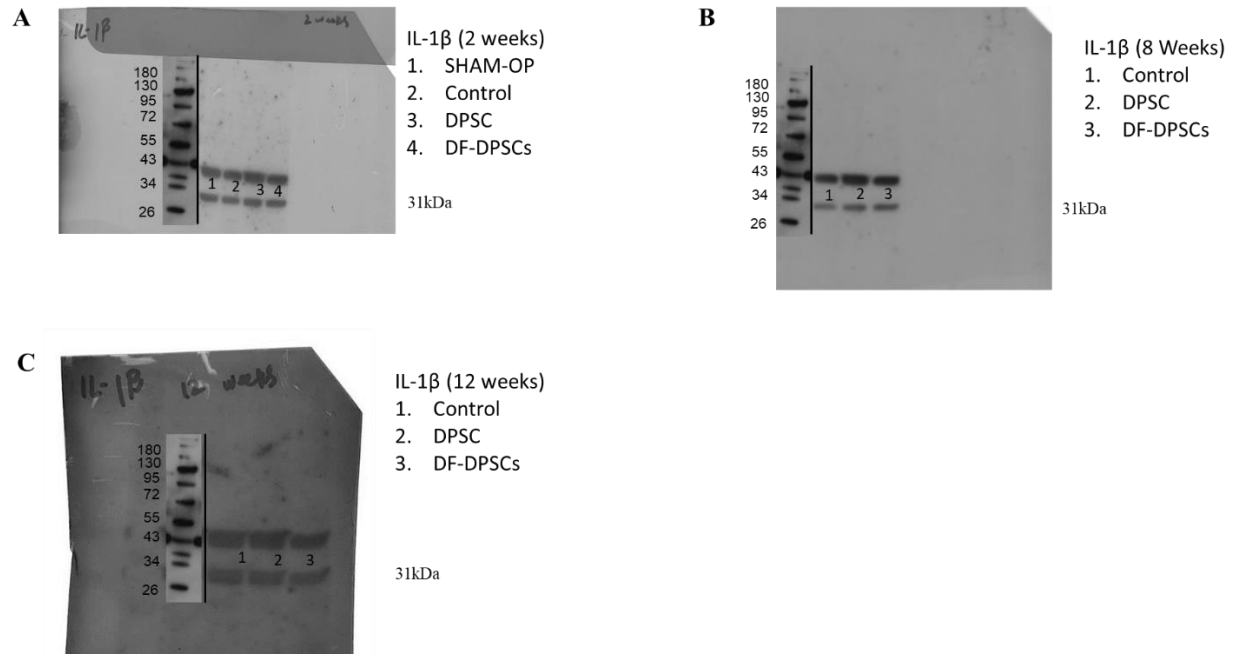 A
IL-1β
2 weeks
180
130
95
72
55
43
34
26
1 2 3 4
IL-1β (2 weeks)
1. SHAM-OP
2. Control
3. DPSC
4. DF-DPSCs
31kDa
B
180
130
95
72
55
43
34
26
1 2 3
IL-1β (8 Weeks)
1. Control
2. DPSC
3. DF-DPSCs
31kDa
C
IL-1β 12 weeks
180
130
95
72
55
43
34
26
1 2 3
IL-1β (12 weeks)
1. Control
2. DPSC
3. DF-DPSCs
31kDa